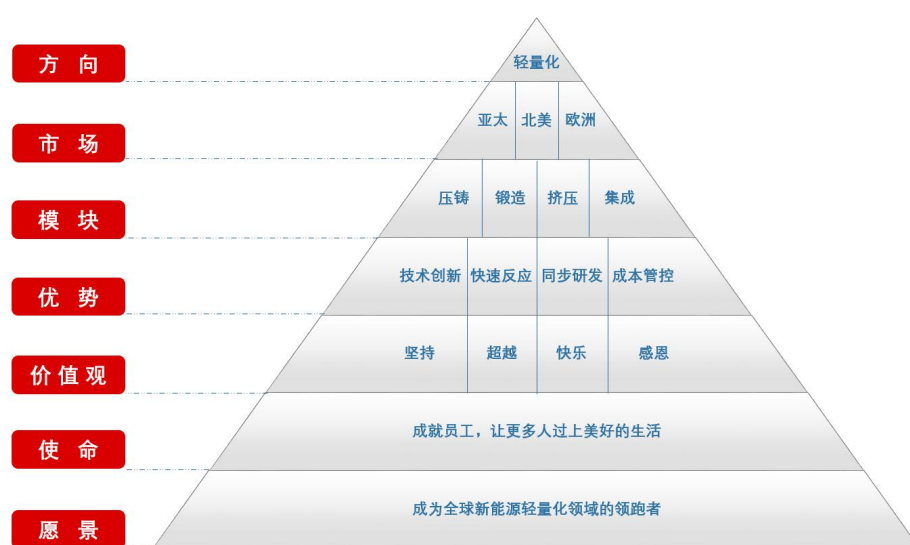 方 向
轻量化
市 场
亚太 北美 欧洲
模 块
压铸 锻造 挤压 集成
优 势
技术创新 快速反应 同步研发 成本管控
价值观
坚持 超越 快乐 感恩
使 命
成就员工，让更多人过上美好的生活
愿 景
成为全球新能源轻量化领域的领跑者